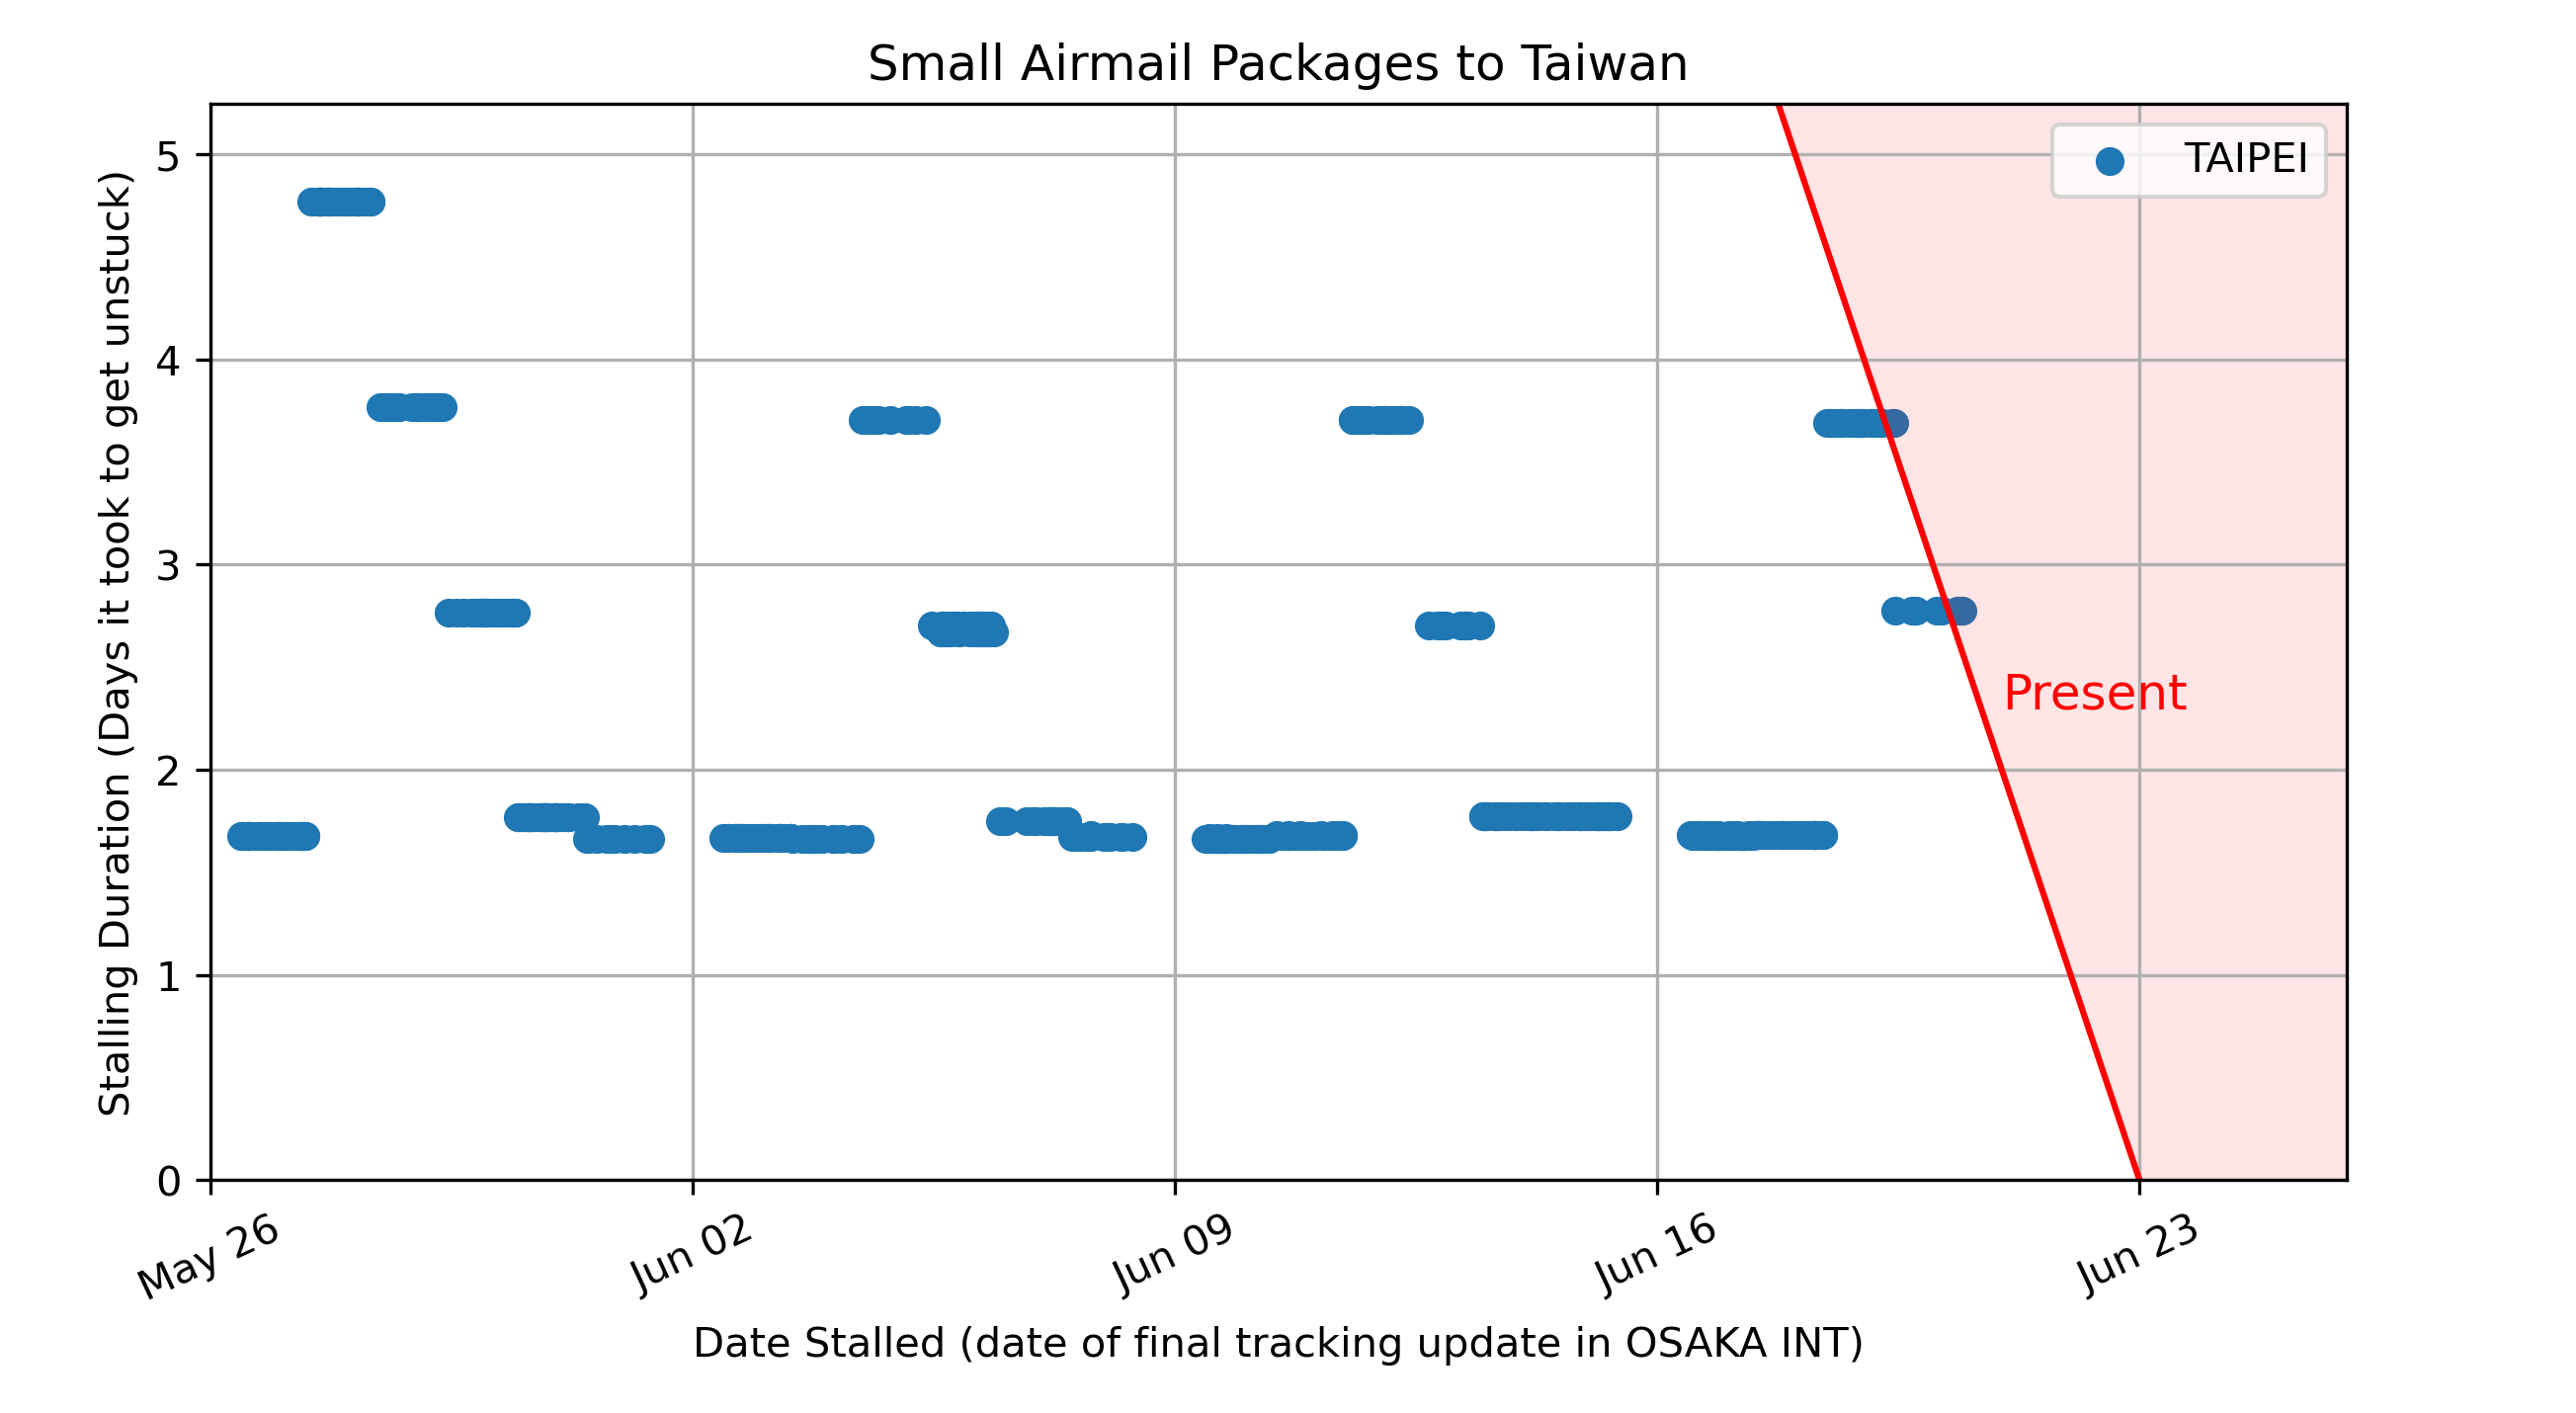 Small Airmail Packages to Taiwan
TAIPEI
Present
Stalling Duration (Days it took to get unstuck)
5
4
3
2
1
0
May 26
Jun 02
Jun 09
Jun 16
Jun 23
Date Stalled (date of final tracking update in OSAKA INT)